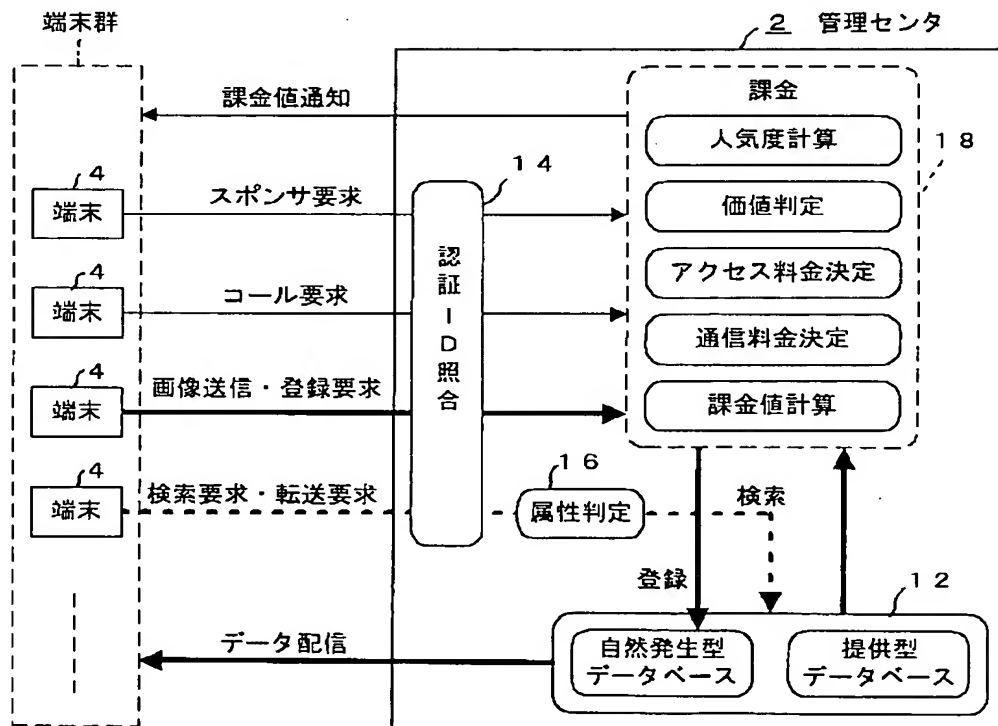 端末群
2 管理センタ
課金値通知
課金
人気度計算
18
14
4
端末
スポンサ要求
価値判定
4
端末
コール要求
認証ID照合
アクセス料金決定
通信料金決定
4
端末
画像送信・登録要求
課金値計算
4
端末
検索要求・転送要求
16
属性判定
検索
登録
12
データ配信
自然発生型
データベース
提供型
データベース